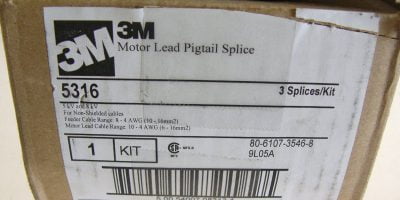 3M 3M
Motor Lead Pigtail Splice
5316 3 Splices/Kit
5 kV and 8 kV
For Non-Shielded cables
Feeder Cable Range: 8 - 4 AWG (10 - 16mm2)
Motor Lead Cable Range: 10 - 4 AWG (6 - 16mm2)
1 KIT
80-6107-3546-8
9L05A